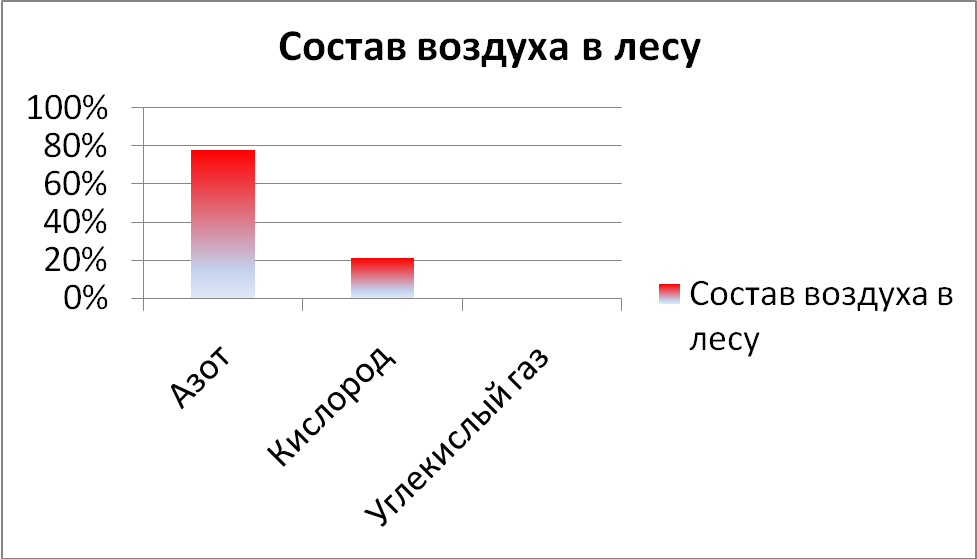 Состав воздуха в лесу
100%
80%
60%
40%
20%
0%
Азот
Кислород
Углекислый газ
Состав воздуха в
лесу